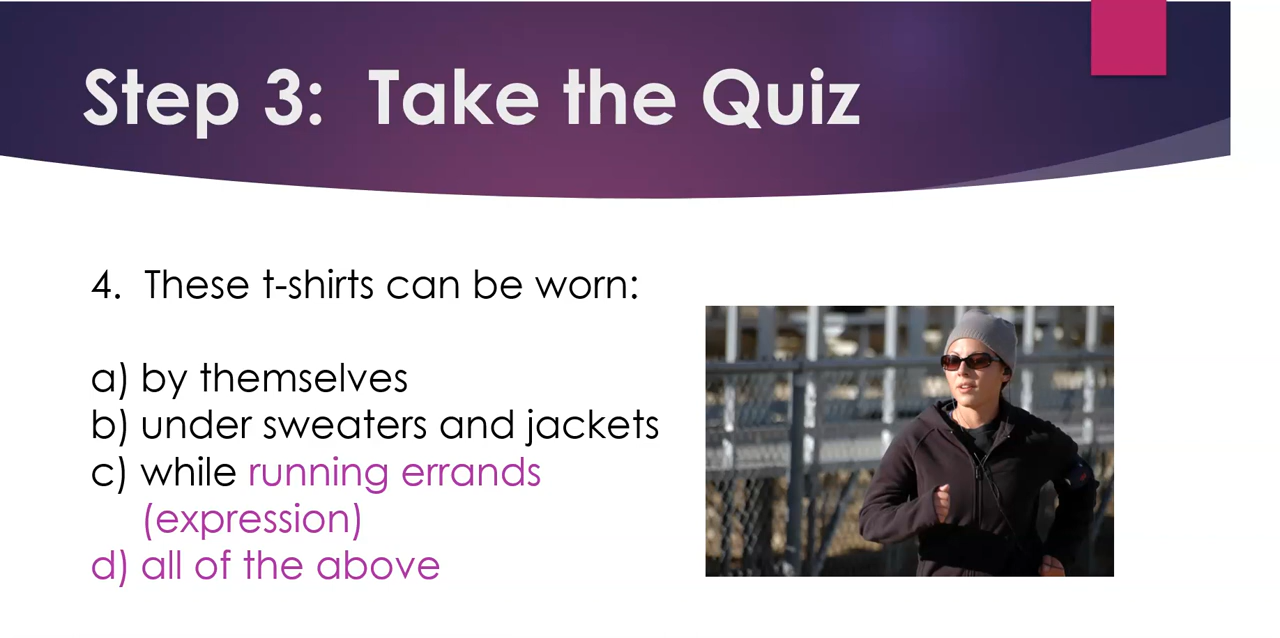 Step 3: Take the Quiz
4. These t-shirts can be worn:
a) by themselves
b) under sweaters and jackets
c) while running errands
(expression)
d) all of the above